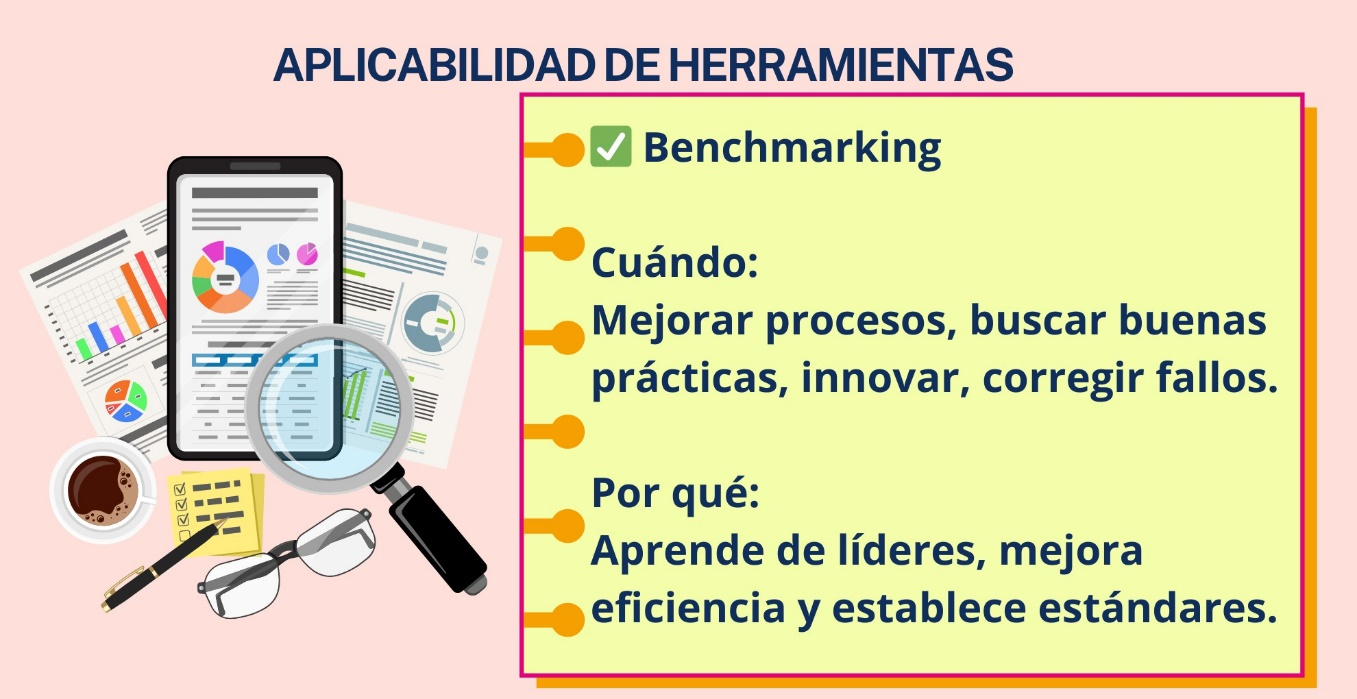 APLICABILIDAD DE HERRAMIENTAS
✅ Benchmarking
Cuándo:
Mejorar procesos, buscar buenas
prácticas, innovar, corregir fallos.
Por qué:
Aprende de líderes, mejora
eficiencia y establece estándares.